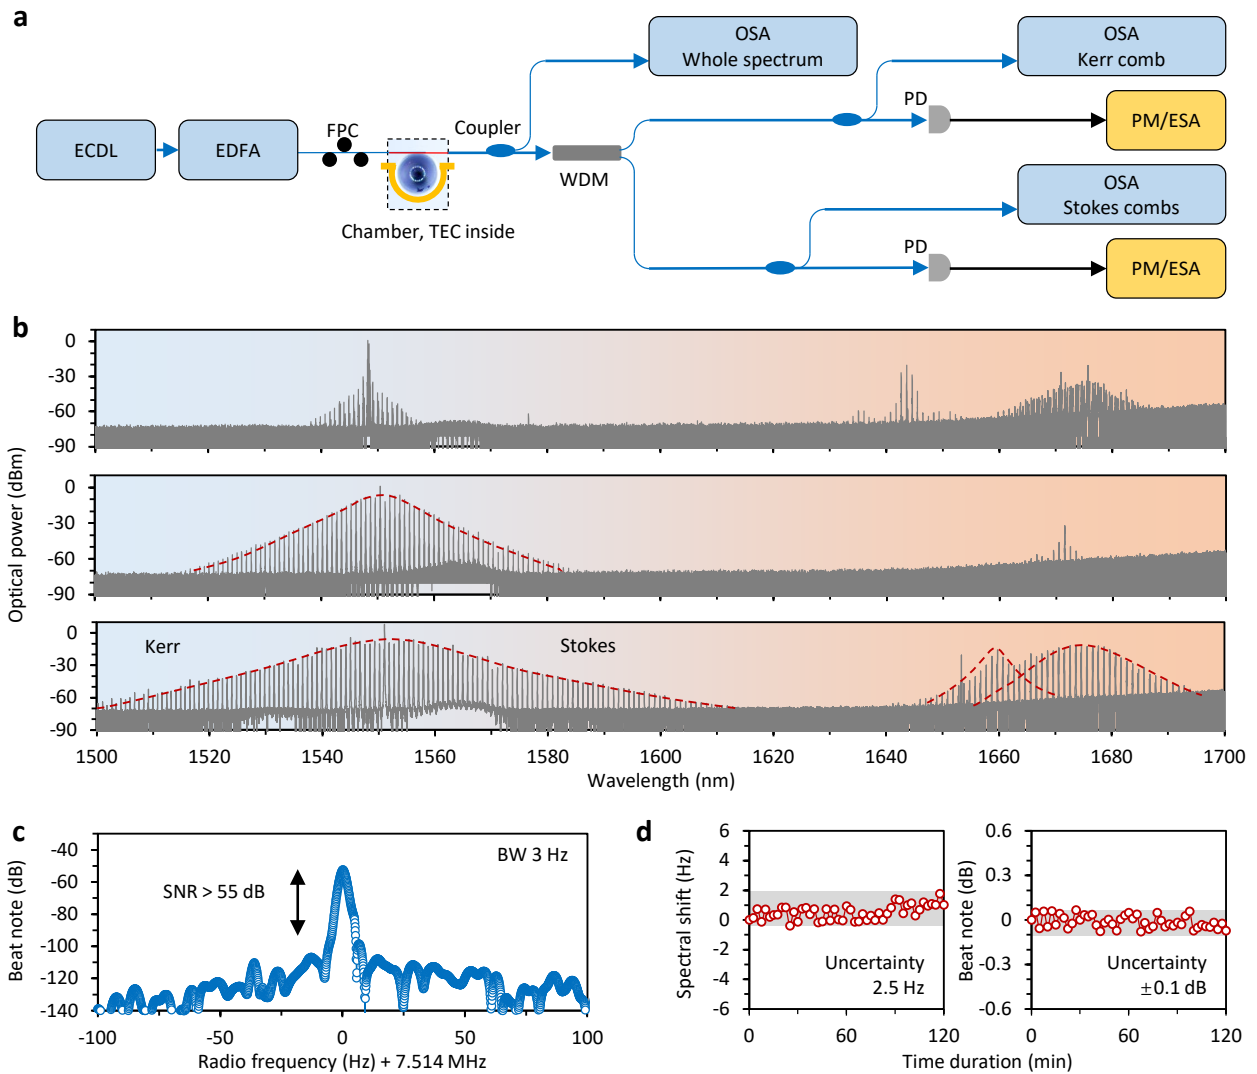 a
OSA
Whole spectrum
OSA
Kerr comb
ECDL
EDFA
FPC
Coupler
WDM
PD
PM/ESA
Chamber, TEC inside
OSA
Stokes combs
PD
PM/ESA
b
Optical power (dBm)
0
-30
-60
-90
0
-30
-60
-90
Kerr
Stokes
0
-30
-60
-90
1500
1520
1540
1560
1580
1600
1620
1640
1660
1680
1700
Wavelength (nm)
c
Beat note (dB)
-40
-60
-80
-100
-120
-140
BW 3 Hz
SNR > 55 dB
-100
-50
0
50
100
Radio frequency (Hz) + 7.514 MHz
d
Spectral shift (Hz)
6
4
2
0
-2
-4
-6
Uncertainty
2.5 Hz
0
60
120
Beat note (dB)
0.6
0.3
0
-0.3
-0.6
Uncertainty
±0.1 dB
0
60
120
Time duration (min)